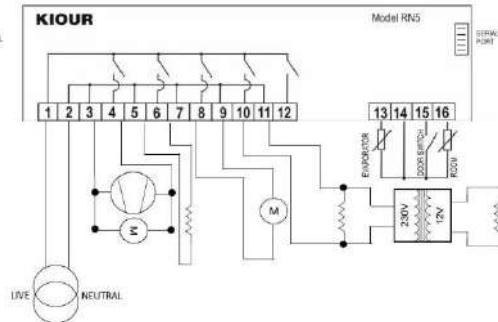 KIOUR
Model RN5
SERIAL
PORT
1 2 3 4 5 6 7 8 9 10 11 12
13 14 15 16
EVAPORATOR
DOOR SWITCH
ROOM
M
M
230V
12V
LIVE
NEUTRAL